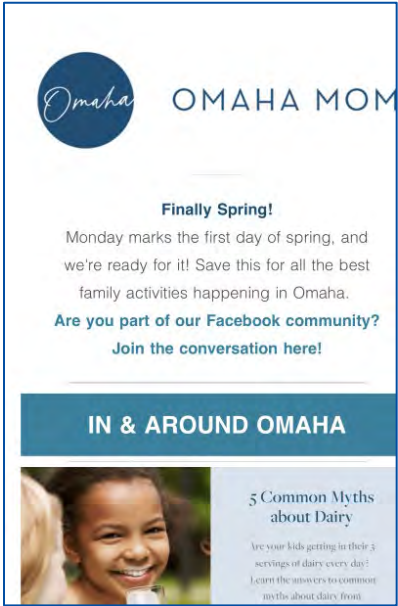 Omaha
OMAHA MOM
Finally Spring!
Monday marks the first day of spring, and
we're ready for it! Save this for all the best
family activities happening in Omaha.
Are you part of our Facebook community?
Join the conversation here!
IN & AROUND OMAHA
5 Common Myths
about Dairy
Are your kids getting in their 3
servings of dairy every day?
Learn the answers to common
myths about dairy from